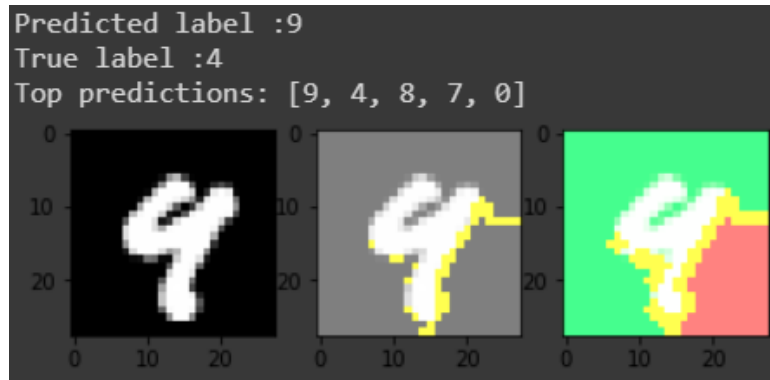 Predicted label :9
True label :4
Top predictions: [9, 4, 8, 7, 0]
0 0 0
10 10 10
20 20 20
0 10 20 0 10 20 0 10 20